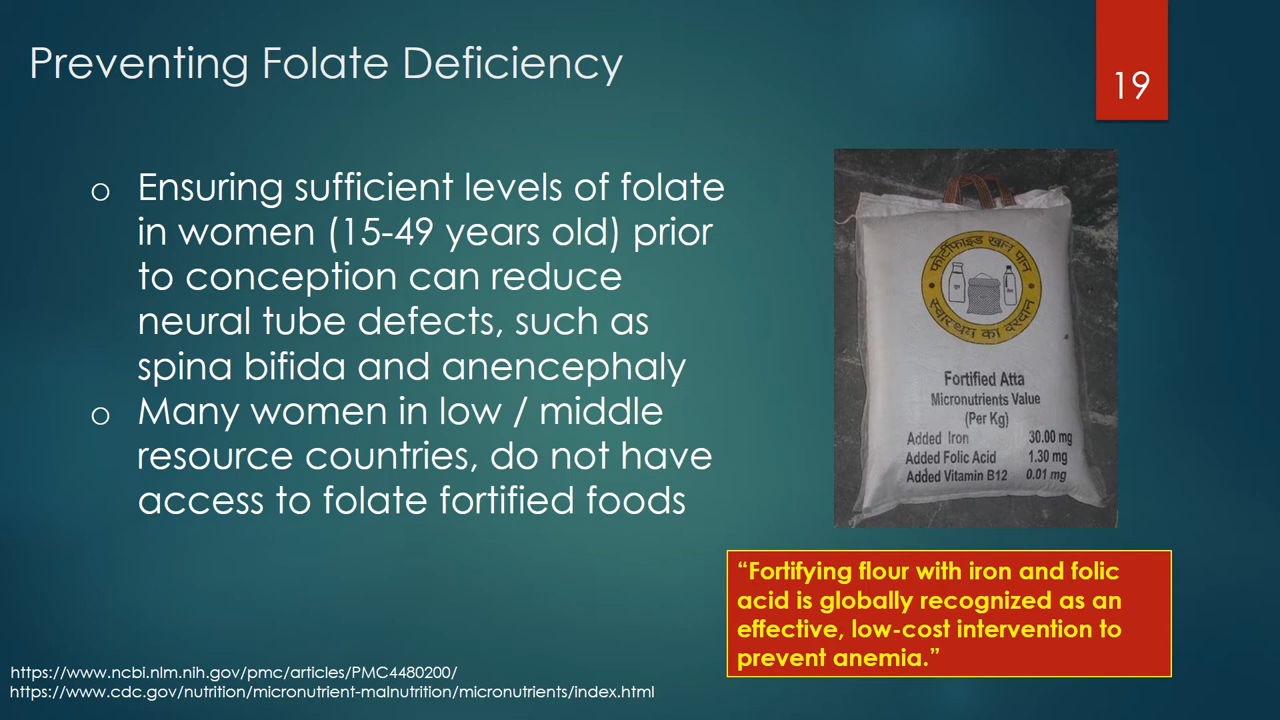 Preventing Folate Deficiency
19
o Ensuring sufficient levels of folate
in women (15-49 years old) prior
to conception can reduce
neural tube defects, such as
spina bifida and anencephaly
o Many women in low / middle
resource countries, do not have
access to folate fortified foods
फोर्टीफाइड खान पान
स्वास्थय का वरदान
Fortified Atta
Micronutrients Value
(Per Kg)
Added Iron 30.00 mg
Added Folic Acid 1.30 mg
Added Vitamin B12 0.01 mg
“Fortifying flour with iron and folic
acid is globally recognized as an
effective, low-cost intervention to
prevent anemia.”
https://www.ncbi.nlm.nih.gov/pmc/articles/PMC4480200/
https://www.cdc.gov/nutrition/micronutrient-malnutrition/micronutrients/index.html